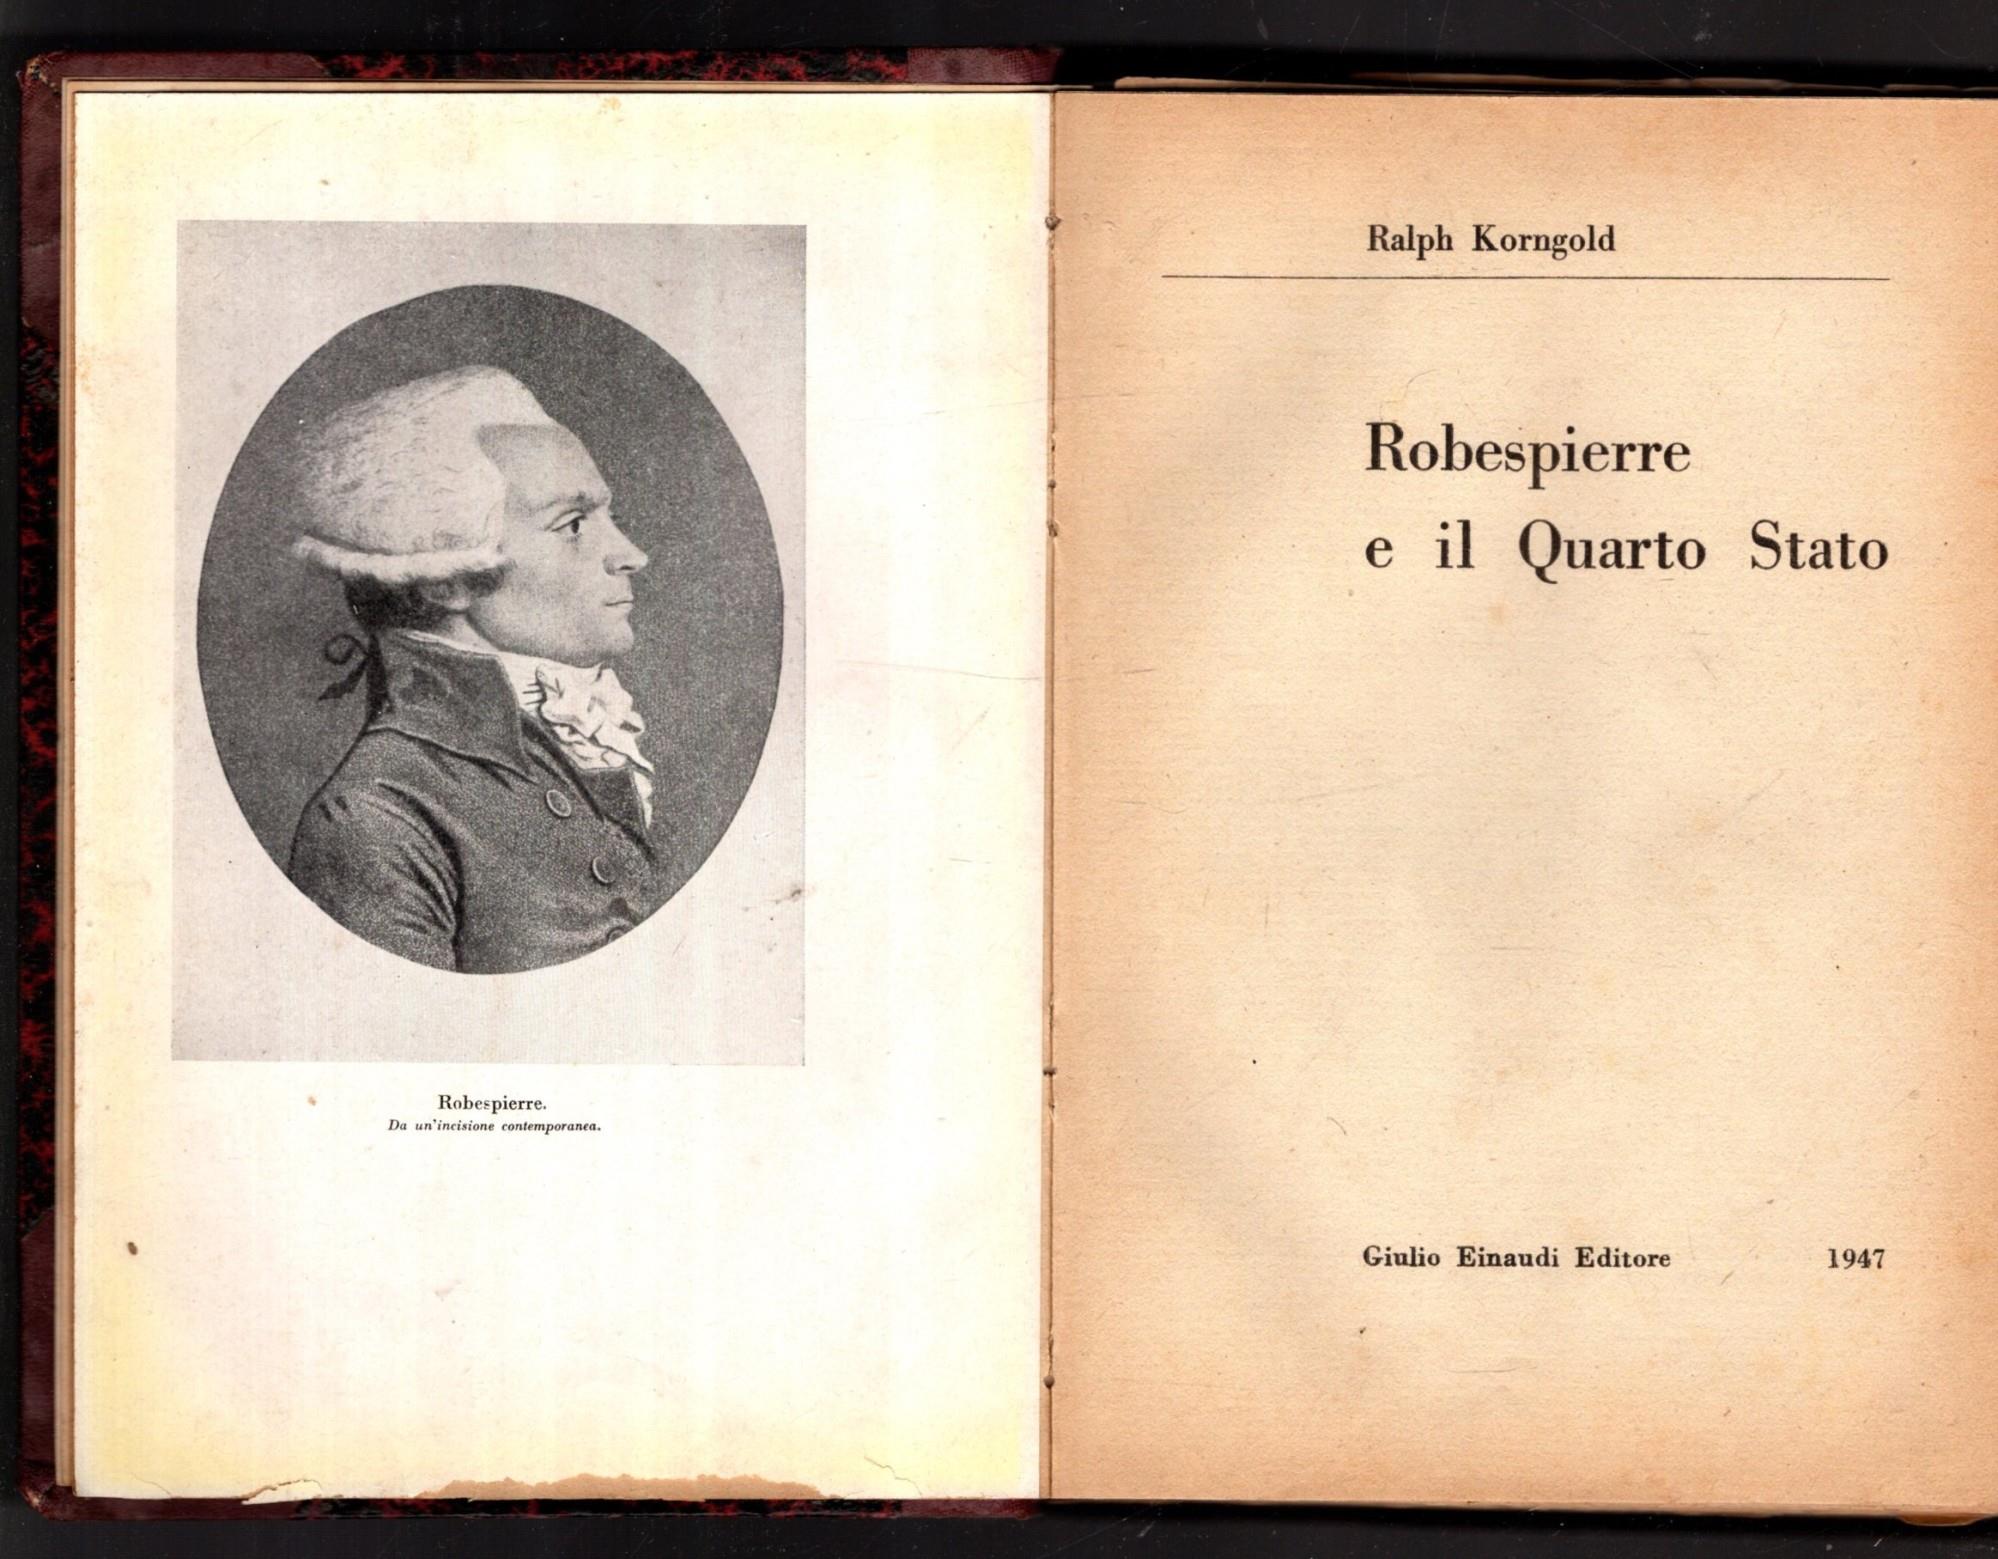 Robespierre.
Da un'incisione contemporanea.
Ralph Korngold
Robespierre
e il Quarto Stato
Giulio Einaudi Editore 1947